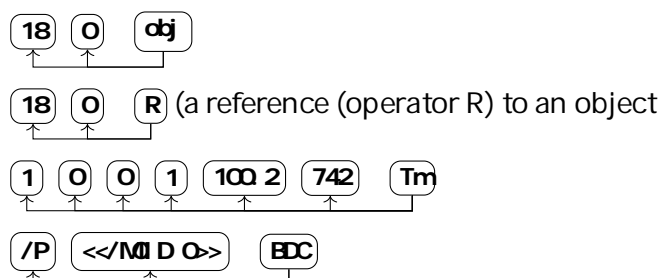 18 0 obj
18 0 R (a reference (operator R) to an object
1 0 0 1 100.2 742 Tm
/P <</MCID 0>> BDC